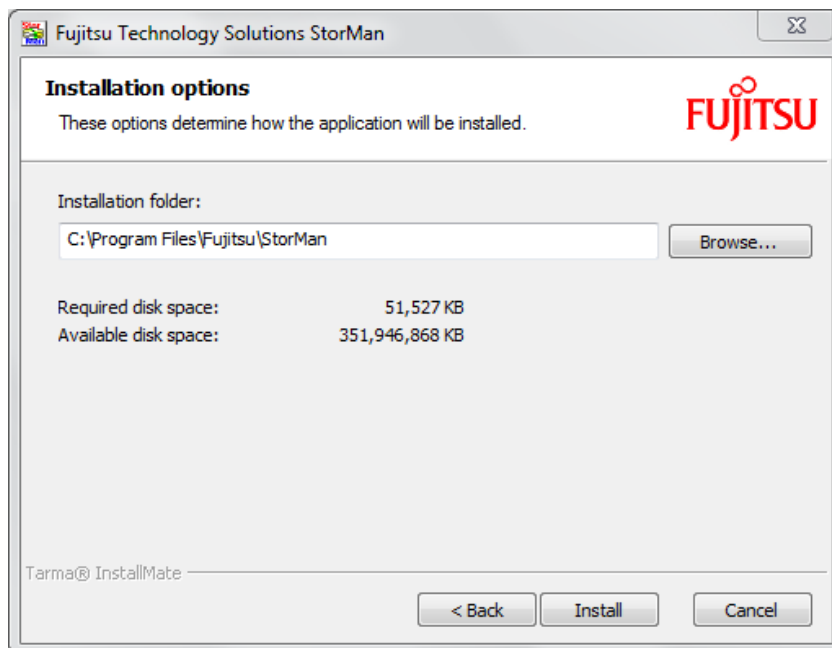 Fujitsu Technology Solutions StorMan
Installation options
These options determine how the application will be installed.
FUJITSU
Installation folder:
C:\Program Files\Fujitsu\StorMan
Browse...
Required disk space: 51,527 KB
Available disk space: 351,946,868 KB
Tarma® InstallMate
< Back Install Cancel